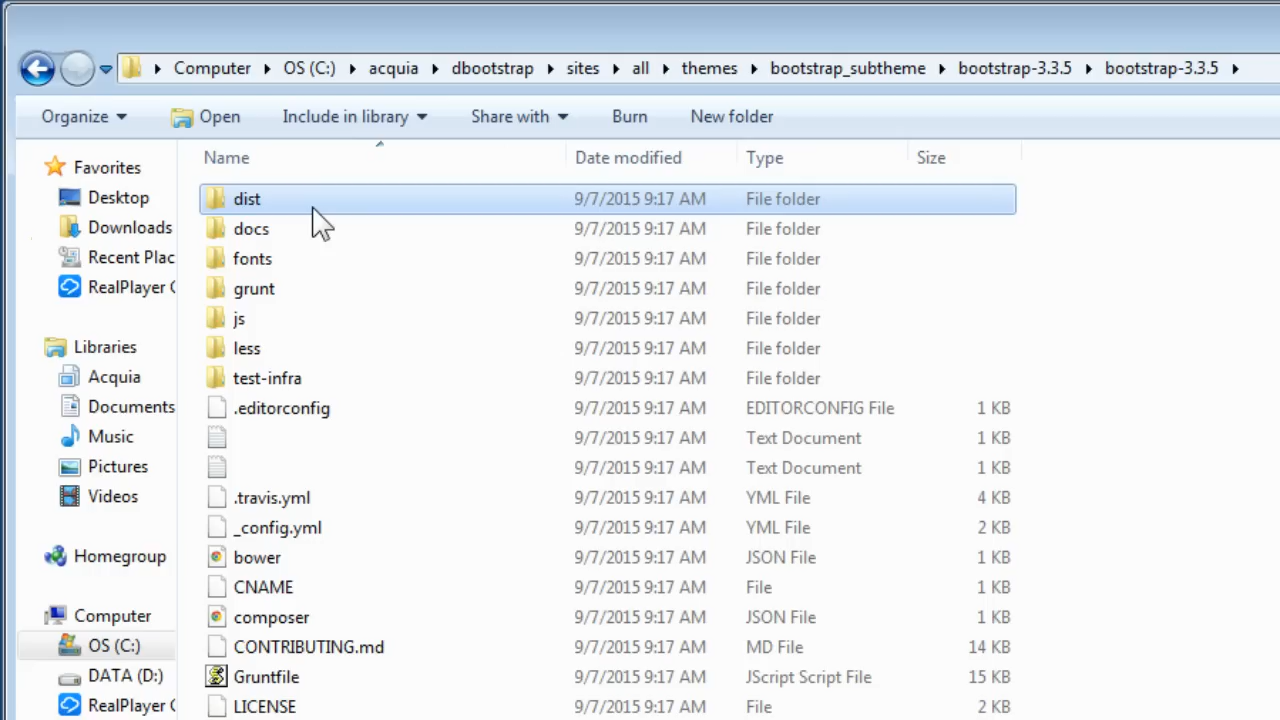 Computer OS (C:) acquia dbootstrap sites all themes bootstrap_subtheme bootstrap-3.3.5 bootstrap-3.3.5
Organize Open Include in library Share with Burn New folder
Name Date modified Type Size
Favorites
Desktop
Downloads
Recent Plac
RealPlayer C
Libraries
Acquia
Documents
Music
Pictures
Videos
Homegroup
Computer
OS (C:)
DATA (D:)
RealPlayer C
dist 9/7/2015 9:17 AM File folder
docs 9/7/2015 9:17 AM File folder
fonts 9/7/2015 9:17 AM File folder
grunt 9/7/2015 9:17 AM File folder
js 9/7/2015 9:17 AM File folder
less 9/7/2015 9:17 AM File folder
test-infra 9/7/2015 9:17 AM File folder
.editorconfig 9/7/2015 9:17 AM EDITORCONFIG File 1 KB
9/7/2015 9:17 AM Text Document 1 KB
9/7/2015 9:17 AM Text Document 1 KB
.travis.yml 9/7/2015 9:17 AM YML File 4 KB
_config.yml 9/7/2015 9:17 AM YML File 2 KB
bower 9/7/2015 9:17 AM JSON File 1 KB
CNAME 9/7/2015 9:17 AM File 1 KB
composer 9/7/2015 9:17 AM JSON File 1 KB
CONTRIBUTING.md 9/7/2015 9:17 AM MD File 14 KB
Gruntfile 9/7/2015 9:17 AM JScript Script File 15 KB
LICENSE 9/7/2015 9:17 AM File 2 KB